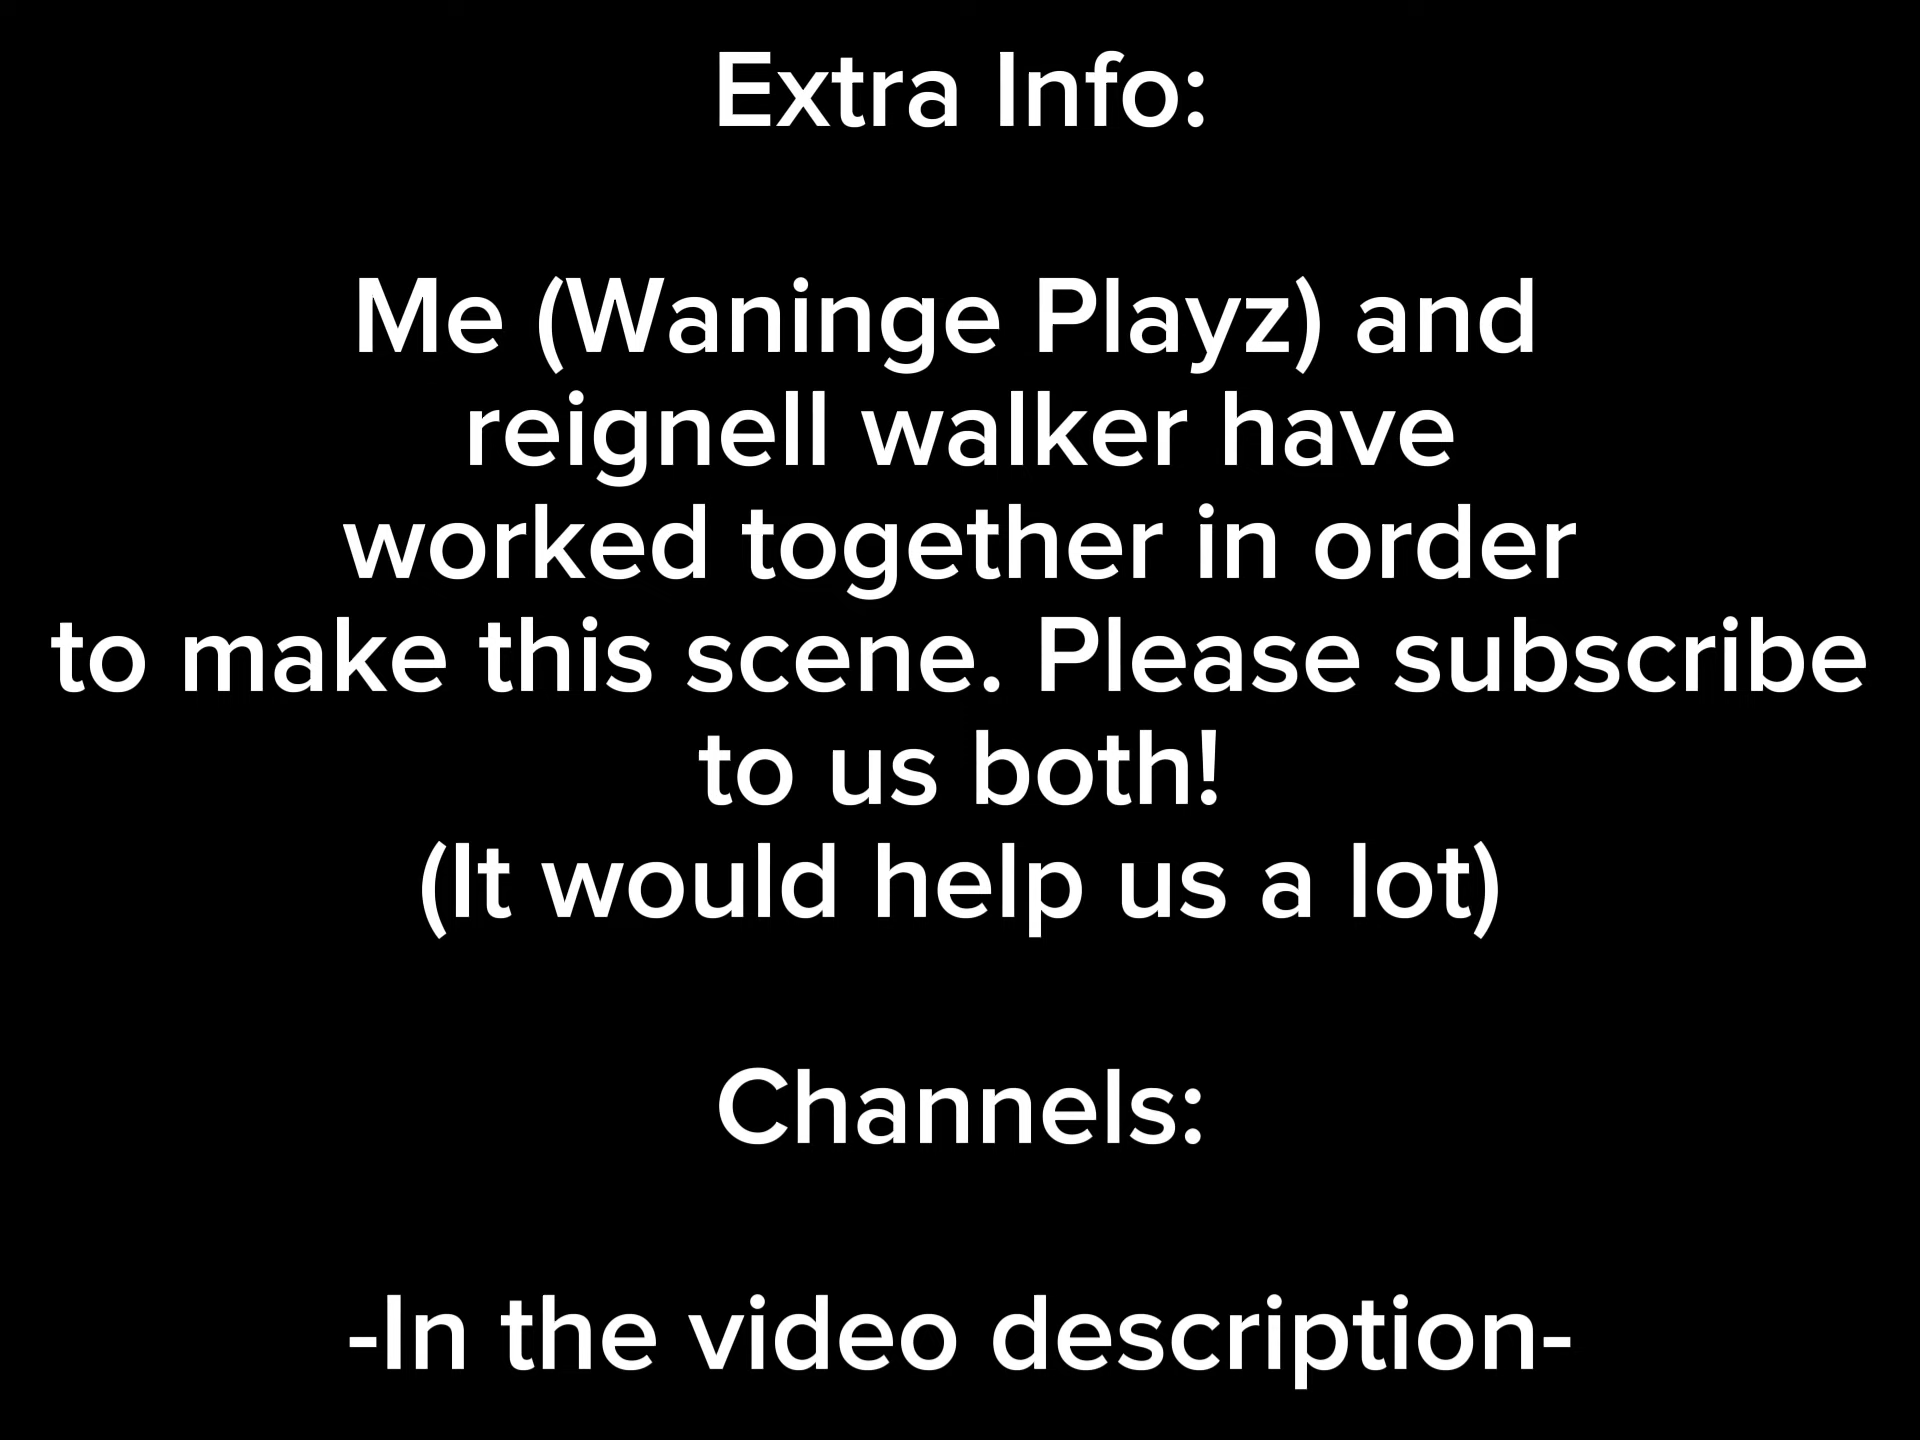 Extra Info:
Me (Waninge Playz) and
reignell walker have
worked together in order
to make this scene. Please subscribe
to us both!
(It would help us a lot)
Channels:
-In the video description-